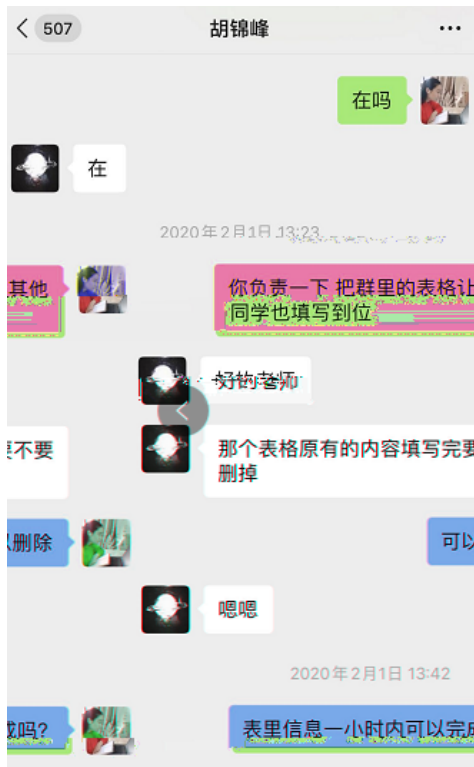 507
胡锦峰
在吗
在
2020年2月1日 13:23
其他
你负责一下 把群里的表格让
同学也填写到位
好的老师
不要
那个表格原有的内容填写完要
删掉
删除
可以
嗯嗯
2020年2月1日 13:42
成吗?
表里信息一小时内可以完成